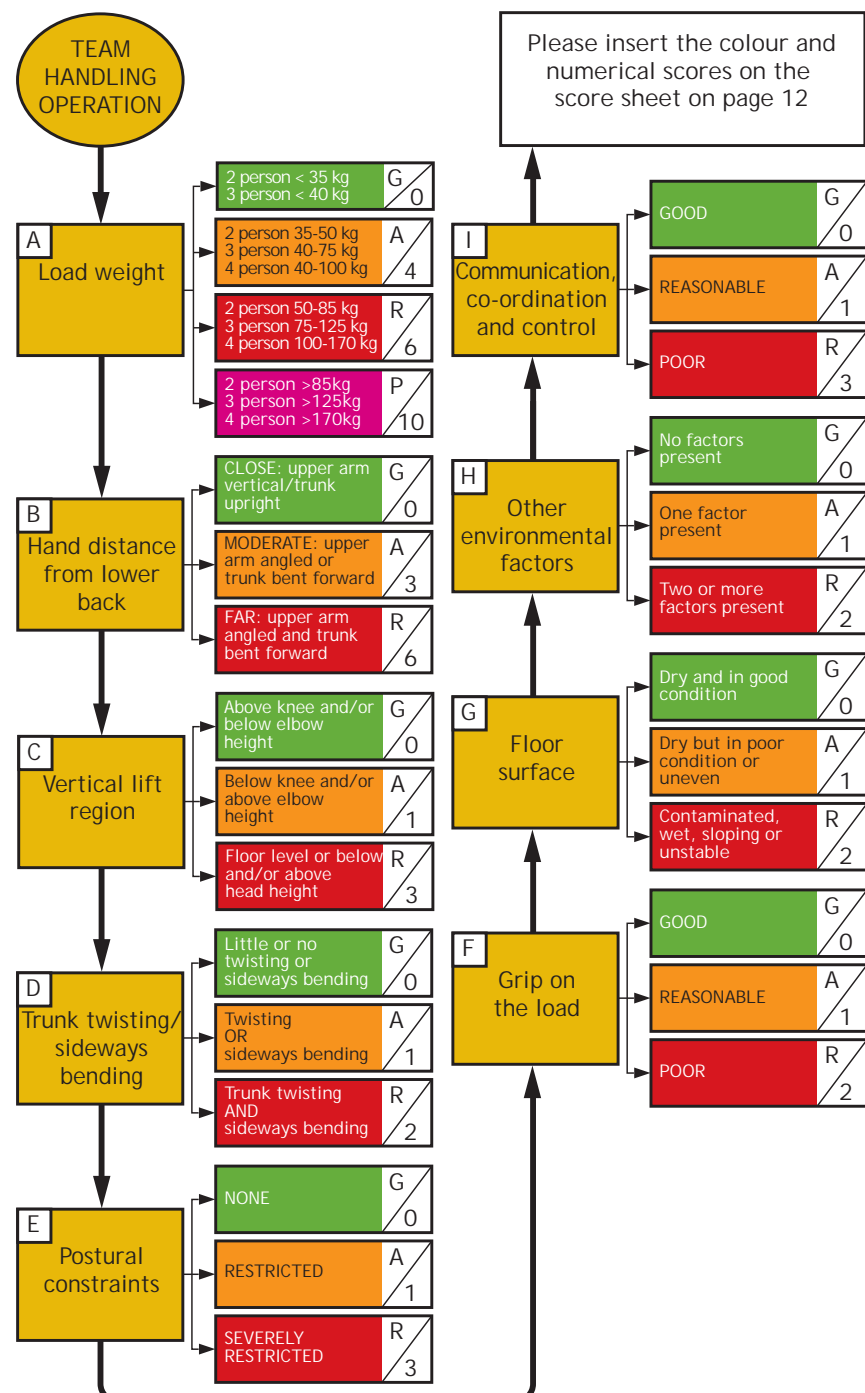 TEAM
HANDLING
OPERATION
A
Load weight
2 person < 35 kg
3 person < 40 kg
G
0
2 person 35-50 kg
3 person 40-75 kg
4 person 40-100 kg
A
4
2 person 50-85 kg
3 person 75-125 kg
4 person 100-170 kg
R
6
2 person >85kg
3 person >125kg
4 person >170kg
P
10
B
Hand distance
from lower
back
CLOSE: upper arm
vertical/trunk
upright
G
0
MODERATE: upper
arm angled or
trunk bent forward
A
3
FAR: upper arm
angled and trunk
bent forward
R
6
C
Vertical lift
region
Above knee and/or
below elbow
height
G
0
Below knee and/or
above elbow
height
A
1
Floor level or below
and/or above
head height
R
3
D
Trunk twisting/
sideways
bending
Little or no
twisting or
sideways bending
G
0
Twisting
OR
sideways bending
A
1
Trunk twisting
AND
sideways bending
R
2
E
Postural
constraints
NONE
G
0
RESTRICTED
A
1
SEVERELY
RESTRICTED
R
3
F
Grip on
the load
GOOD
G
0
REASONABLE
A
1
POOR
R
2
G
Floor
surface
Dry and in good
condition
G
0
Dry but in poor
condition or
uneven
A
1
Contaminated,
wet, sloping or
unstable
R
2
H
Other
environmental
factors
No factors
present
G
0
One factor
present
A
1
Two or more
factors present
R
2
I
Communication,
co-ordination
and control
GOOD
G
0
REASONABLE
A
1
POOR
R
3
Please insert the colour and
numerical scores on the
score sheet on page 12